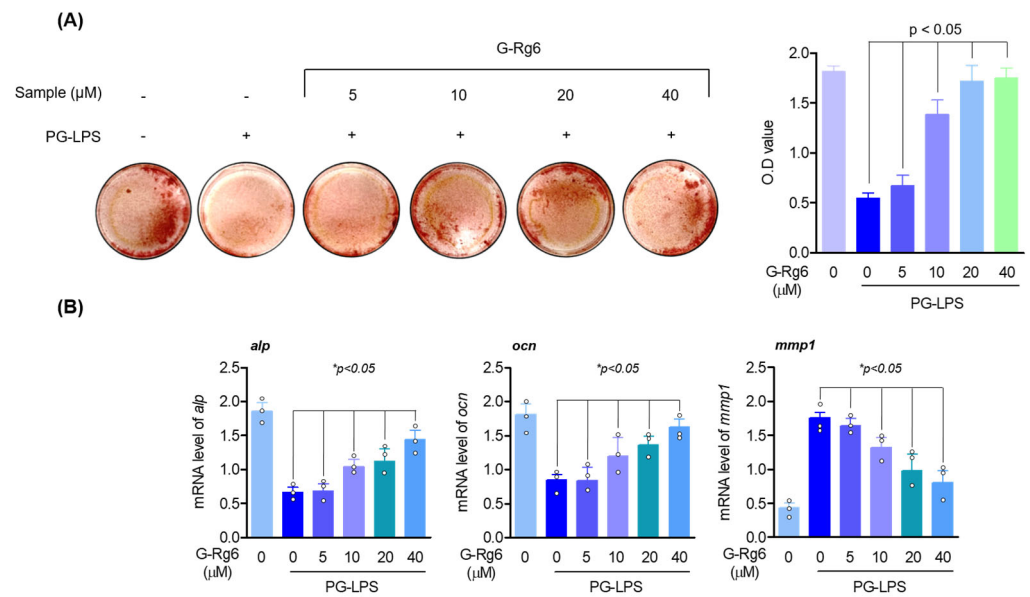 (A)
G-Rg6
Sample (μM) - - 5 10 20 40
PG-LPS - + + + + +
p < 0.05
O.D value
2.0
1.5
1.0
0.5
0.0
G-Rg6 0 0 5 10 20 40
(μM)
PG-LPS
(B)
alp
*p<0.05
mRNA level of alp
2.5
2.0
1.5
1.0
0.5
0.0
G-Rg6 0 0 5 10 20 40
(μM)
PG-LPS
ocn
*p<0.05
mRNA level of ocn
2.5
2.0
1.5
1.0
0.5
0.0
G-Rg6 0 0 5 10 20 40
(μM)
PG-LPS
mmp1
*p<0.05
mRNA level of mmp1
2.5
2.0
1.5
1.0
0.5
0.0
G-Rg6 0 0 5 10 20 40
(μM)
PG-LPS